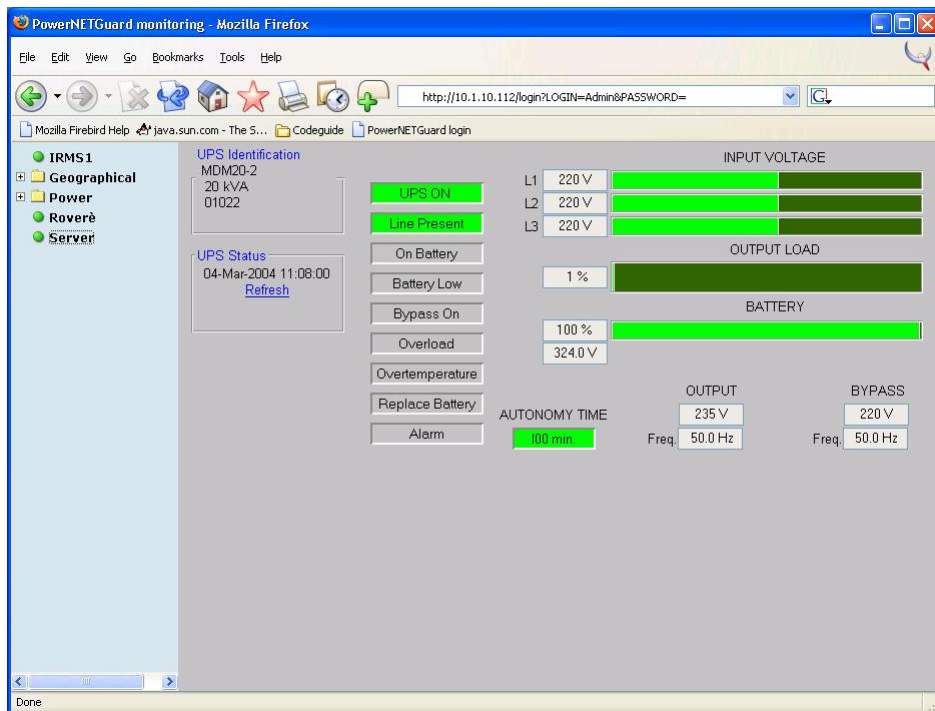 PowerNETGuard monitoring - Mozilla Firefox
File Edit View Go Bookmarks Tools Help
http://10.1.10.112/login?LOGIN=Admin&PASSWORD=
G
Mozilla Firebird Help java.sun.com - The S... Codeguide PowerNETGuard login
IRMS1
Geographical
Power
Roverè
Server
UPS Identification
MDM20-2
20 kVA
01022
UPS Status
04-Mar-2004 11:08:00
Refresh
UPS ON
Line Present
On Battery
Battery Low
Bypass On
Overload
Overtemperature
Replace Battery
Alarm
INPUT VOLTAGE
L1 220 V
L2 220 V
L3 220 V
OUTPUT LOAD
1 %
BATTERY
100 %
324.0 V
AUTONOMY TIME
100 min.
OUTPUT
235 V
Freq. 50.0 Hz
BYPASS
220 V
Freq. 50.0 Hz
Done